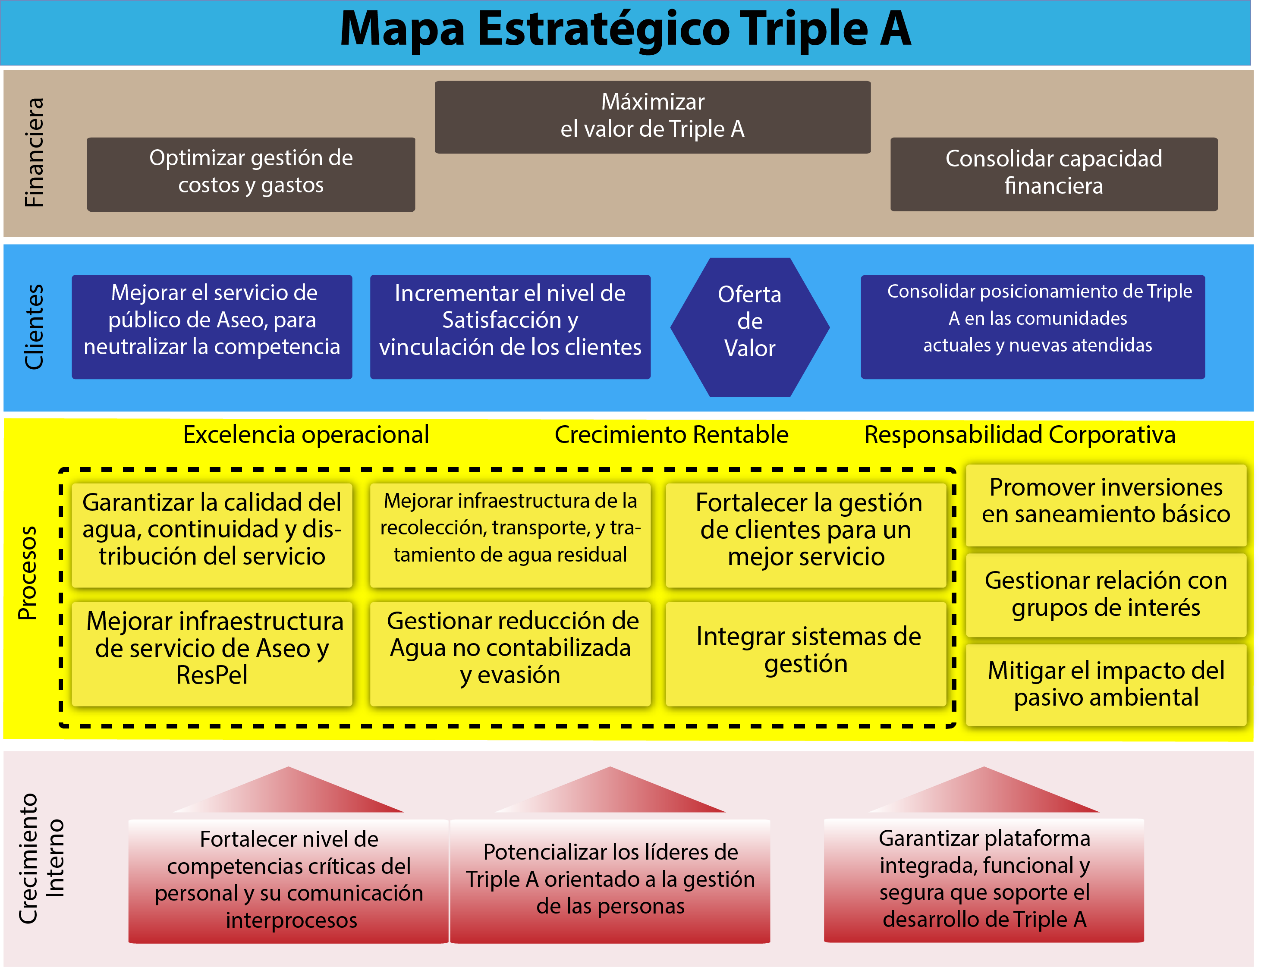 Mapa Estratégico Triple A
Financiera
Máximizar
el valor de Triple A
Optimizar gestión de
costos y gastos
Consolidar capacidad
financiera
Clientes
Mejorar el servicio de
público de Aseo, para
neutralizar la competencia
Incrementar el nivel de
Satisfacción y
vinculación de los clientes
Oferta
de
Valor
Consolidar posicionamiento de Triple
A en las comunidades
actuales y nuevas atendidas
Procesos
Excelencia operacional
Crecimiento Rentable
Responsabilidad Corporativa
Garantizar la calidad del
agua, continuidad y dis-
tribución del servicio
Mejorar infraestructura de la
recolección, transporte, y tra-
tamiento de agua residual
Fortalecer la gestión
de clientes para un
mejor servicio
Promover inversiones
en saneamiento básico
Gestionar relación con
grupos de interés
Mejorar infraestructura
de servicio de Aseo y
ResPel
Gestionar reducción de
Agua no contabilizada
y evasión
Integrar sistemas de
gestión
Mitigar el impacto del
pasivo ambiental
Crecimiento
Interno
Fortalecer nivel de
competencias críticas del
personal y su comunicación
interprocesos
Potencializar los líderes de
Triple A orientado a la gestión
de las personas
Garantizar plataforma
integrada, funcional y
segura que soporte el
desarrollo de Triple A